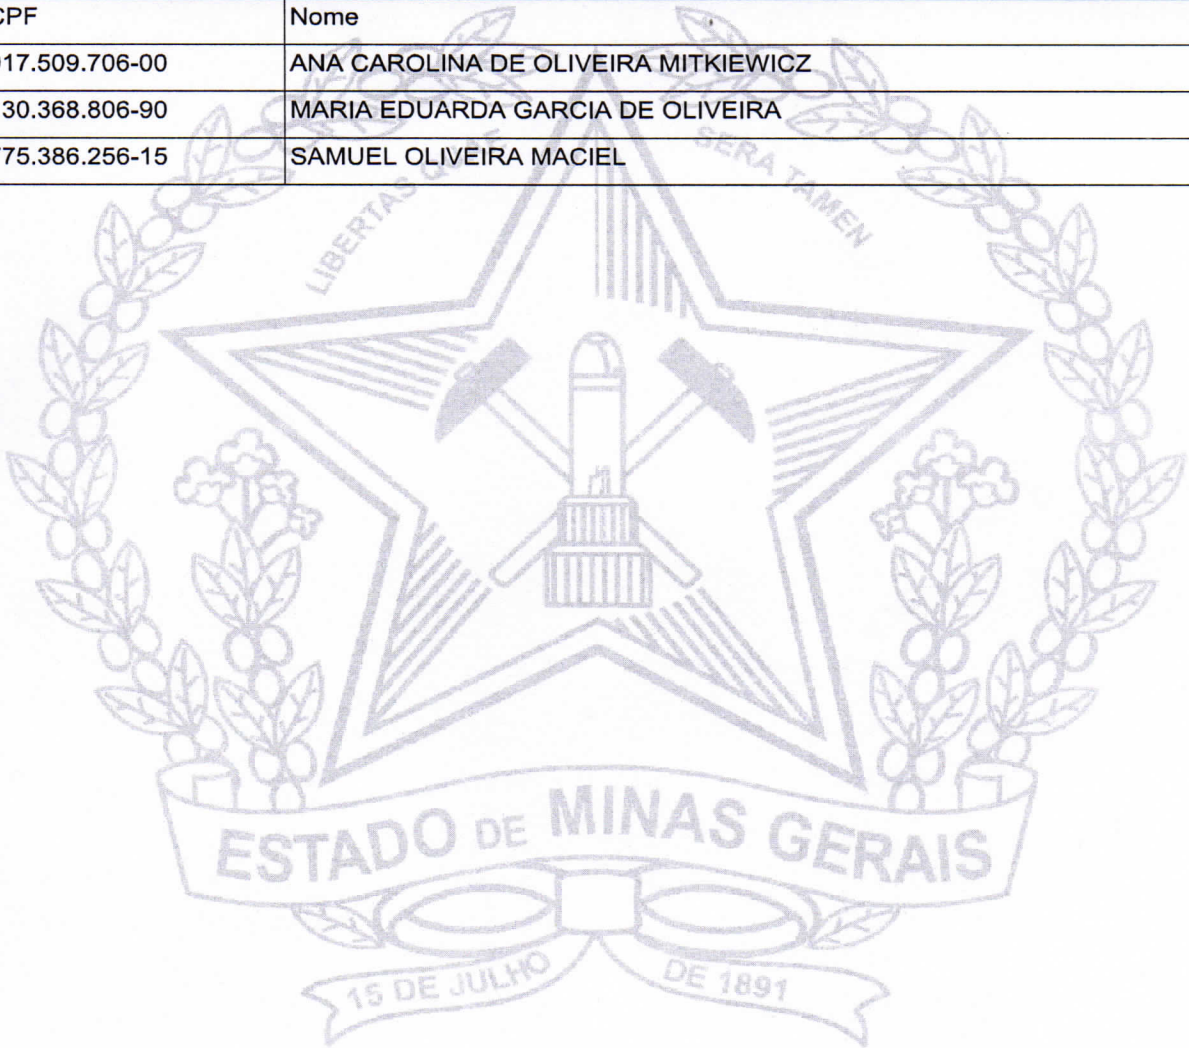 CPF Nome
17.509.706-00 ANA CAROLINA DE OLIVEIRA MITKIEWICZ
30.368.806-90 MARIA EDUARDA GARCIA DE OLIVEIRA
775.386.256-15 SAMUEL OLIVEIRA MACIEL
LIBERTAS QUAE SERA TAMEN
ESTADO DE MINAS GERAIS
15 DE JULHO DE 1891